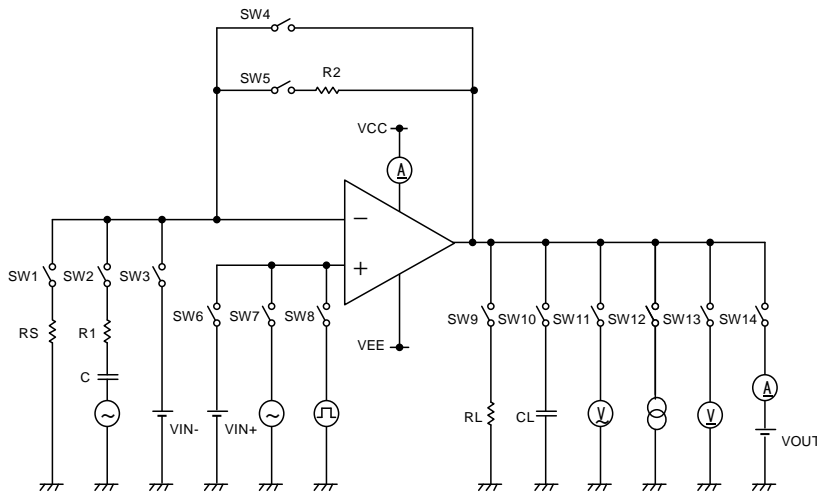 SW4
SW5
R2
VCC
A
−
+
SW1
SW2
SW3
SW6
SW7
SW8
SW9
SW10
SW11
SW12
SW13
SW14
RS
R1
VEE
C
A
RL
CL
V
V
VIN-
VIN+
VOUT